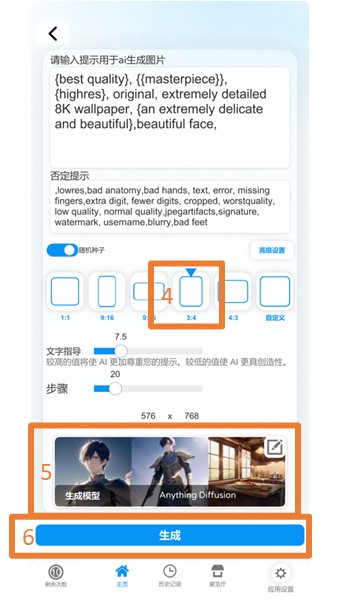 请输入提示用于ai生成图片
{best quality}, {{masterpiece}},
{highres}, original, extremely detailed
8K wallpaper, {an extremely delicate
and beautiful},beautiful face,
否定提示
,lowres,bad anatomy,bad hands, text, error, missing
fingers,extra digit, fewer digits, cropped, worstquality,
low quality, normal quality,jpegartifacts,signature,
watermark, username,blurry,bad feet
随机种子 高级设置
4
1:1 9:16 3:4 4:3 自定义
7.5
文字指导
较高的值将使 AI 更加尊重您的提示。较低的值使 AI 更具创造性。
20
步骤
576 x 768
5
生成模型 Anything Diffusion
6 生成
剩余次数 主页 历史记录 展览厅 应用设置